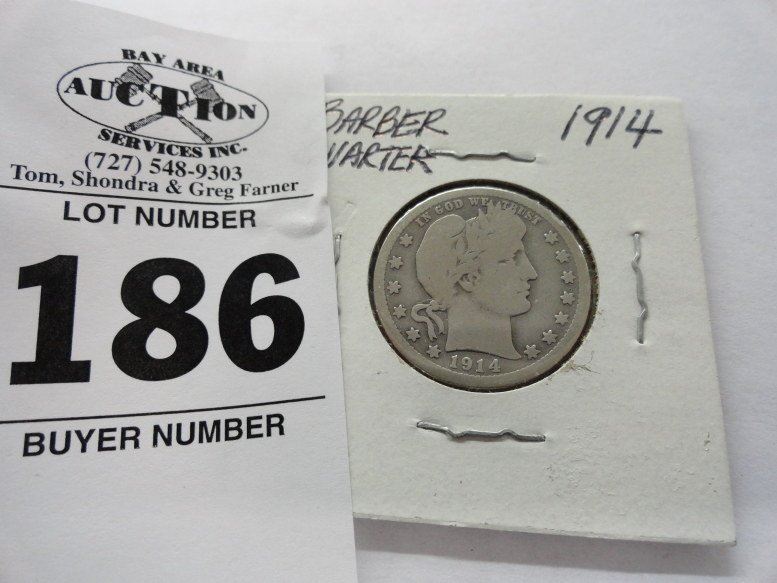 BAY AREA
AUCTION
SERVICES INC.
(727) 548-9303
Tom, Shondra & Greg Farner
LOT NUMBER
186
BUYER NUMBER
BARBER 1914
UARTER
IN GOD WE TRUST
1914